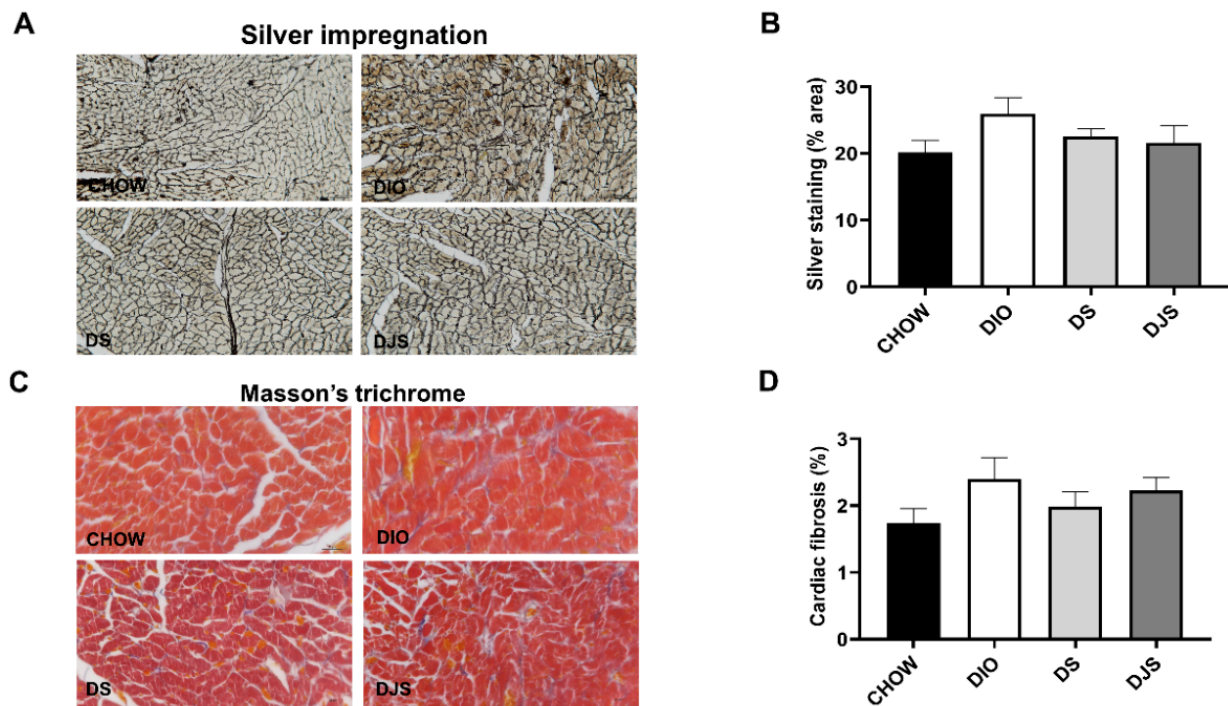 A
Silver impregnation
CHOW
DIO
DS
DJS
B
Silver staining (% area)
30
20
10
0
CHOW
DIO
DS
DJS
C
Masson's trichrome
CHOW
DIO
DS
DJS
D
Cardiac fibrosis (%)
3
2
1
0
CHOW
DIO
DS
DJS